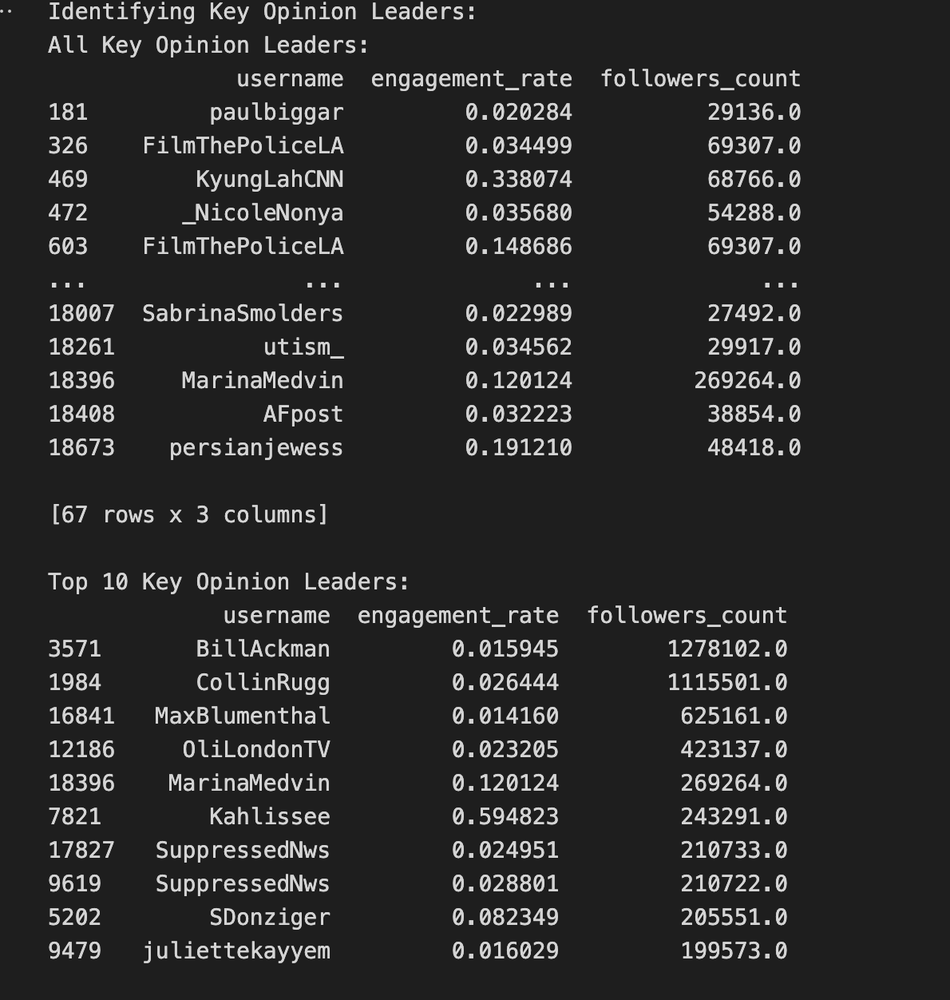 Identifying Key Opinion Leaders:
All Key Opinion Leaders:
username engagement_rate followers_count
181 paulbiggar 0.020284 29136.0
326 FilmThePoliceLA 0.034499 69307.0
469 KyungLahCNN 0.338074 68766.0
472 _NicoleNonya 0.035680 54288.0
603 FilmThePoliceLA 0.148686 69307.0
... ... ... ...
18007 SabrinaSmolders 0.022989 27492.0
18261 utism_ 0.034562 29917.0
18396 MarinaMedvin 0.120124 269264.0
18408 AFpost 0.032223 38854.0
18673 persianjewess 0.191210 48418.0
[67 rows x 3 columns]
Top 10 Key Opinion Leaders:
username engagement_rate followers_count
3571 BillAckman 0.015945 1278102.0
1984 CollinRugg 0.026444 1115501.0
16841 MaxBlumenthal 0.014160 625161.0
12186 OliLondonTV 0.023205 423137.0
18396 MarinaMedvin 0.120124 269264.0
7821 Kahlissee 0.594823 243291.0
17827 SuppressedNws 0.024951 210733.0
9619 SuppressedNws 0.028801 210722.0
5202 SDonziger 0.082349 205551.0
9479 juliettekayyem 0.016029 199573.0